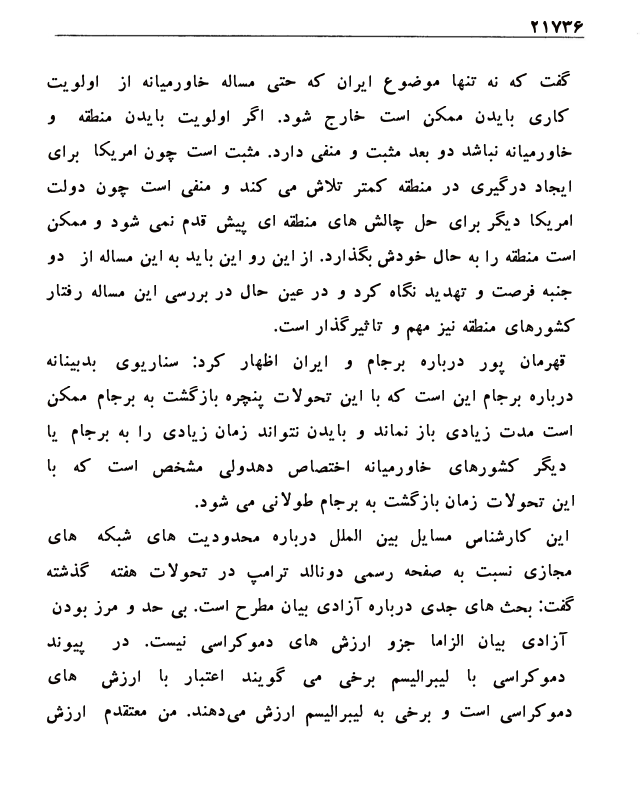 ۲۱۷۳۶
گفت که نه تنها موضوع ایران که حتی مساله خاورمیانه از اولویت
کاری بایدن ممکن است خارج شود. اگر اولویت بایدن منطقه و
خاورمیانه نباشد دو بعد مثبت و منفی دارد. مثبت است چون امریکا برای
ایجاد درگیری در منطقه کمتر تلاش می کند و منفی است چون دولت
امریکا دیگر برای حل چالش های منطقه ای پیش قدم نمی شود و ممکن
است منطقه را به حال خودش بگذارد. از این رو این باید به این مساله از دو
جنبه فرصت و تهدید نگاه کرد و در عین حال در بررسی این مساله رفتار
کشورهای منطقه نیز مهم و تاثیرگذار است.
قهرمان پور درباره برجام و ایران اظهار کرد: سناریوی بدبینانه
درباره برجام این است که با این تحولات پنچره بازگشت به برجام ممکن
است مدت زیادی باز نماند و بایدن نتواند زمان زیادی را به برجام یا
دیگر کشورهای خاورمیانه اختصاص دهدولی مشخص است که با
این تحولات زمان بازگشت به برجام طولانی می شود.
این کارشناس مسایل بین الملل درباره محدودیت های شبکه های
مجازی نسبت به صفحه رسمی دونالد ترامپ در تحولات هفته گذشته
گفت: بحث های جدی درباره آزادی بیان مطرح است. بی حد و مرز بودن
آزادی بیان الزاما جزو ارزش های دموکراسی نیست. در پیوند
دموکراسی با لیبرالیسم برخی می گویند اعتبار با ارزش های
دموکراسی است و برخی به لیبرالیسم ارزش می‌دهند. من معتقدم ارزش